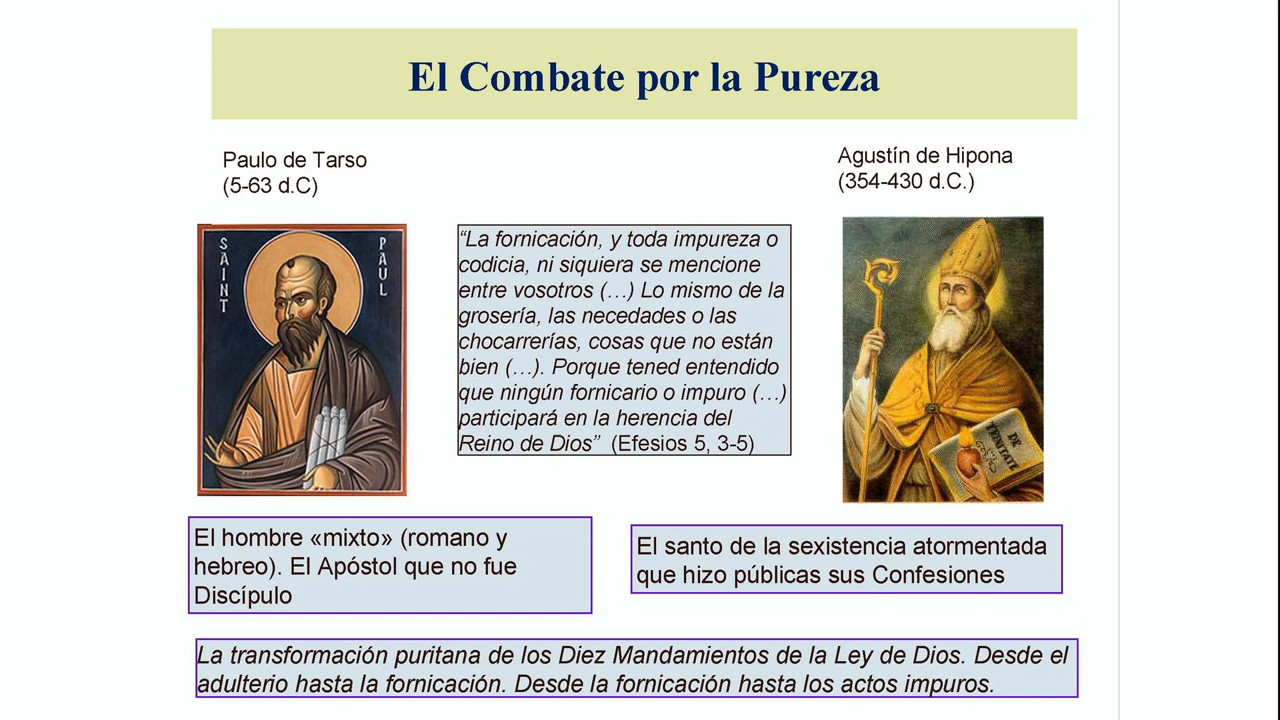 El Combate por la Pureza
Paulo de Tarso
(5-63 d.C)
Agustín de Hipona
(354-430 d.C.)
SAINT
PAUL
“La fornicación, y toda impureza o
codicia, ni siquiera se mencione
entre vosotros (…) Lo mismo de la
grosería, las necedades o las
chocarrerías, cosas que no están
bien (…). Porque tened entendido
que ningún fornicario o impuro (…)
participará en la herencia del
Reino de Dios” (Efesios 5, 3-5)
DE
TRINITATE
El hombre «mixto» (romano y
hebreo). El Apóstol que no fue
Discípulo
El santo de la sexistencia atormentada
que hizo públicas sus Confesiones
La transformación puritana de los Diez Mandamientos de la Ley de Dios. Desde el
adulterio hasta la fornicación. Desde la fornicación hasta los actos impuros.